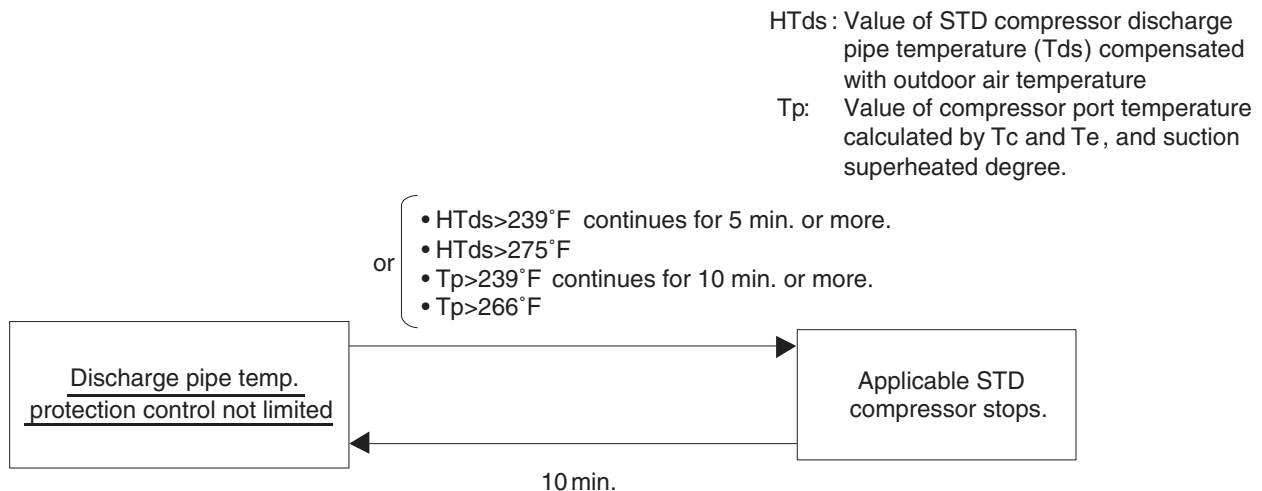 HTds : Value of STD compressor discharge
pipe temperature (Tds) compensated
with outdoor air temperature
Tp: Value of compressor port temperature
calculated by Tc and Te, and suction
superheated degree.
or
• HTds>239˚F continues for 5 min. or more.
• HTds>275˚F
• Tp>239˚F continues for 10 min. or more.
• Tp>266˚F
Discharge pipe temp.
protection control not limited
Applicable STD
compressor stops.
10 min.